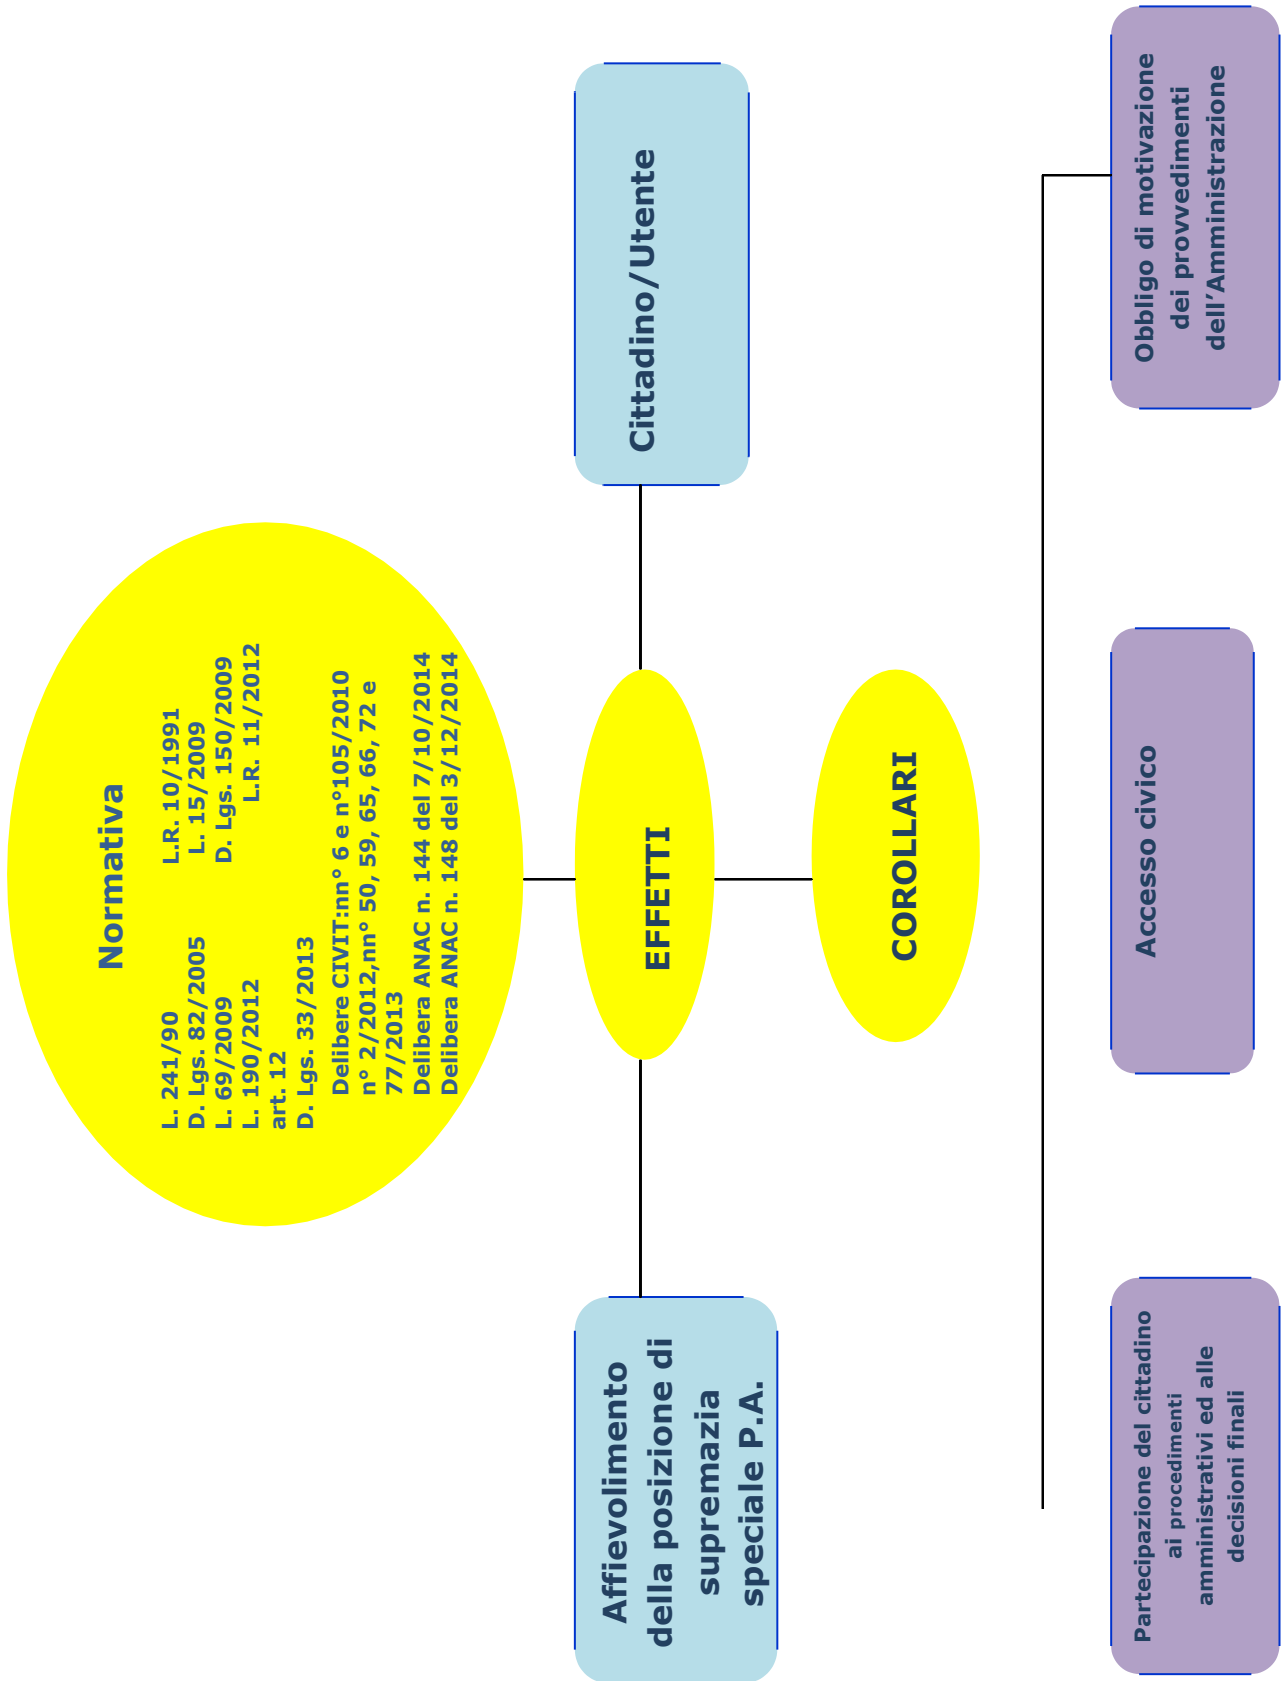 Normativa
L. 241/90 L.R. 10/1991
D. Lgs. 82/2005 L. 15/2009
L. 69/2009 D. Lgs. 150/2009
L. 190/2012 L.R. 11/2012
art. 12
D. Lgs. 33/2013
Delibere CIVIT:nn° 6 e n°105/2010
n° 2/2012,nn° 50, 59, 65, 66, 72 e
77/2013
Delibera ANAC n. 144 del 7/10/2014
Delibera ANAC n. 148 del 3/12/2014
Affievolimento
della posizione di
supremazia
speciale P.A.
EFFETTI
Cittadino/Utente
COROLLARI
Partecipazione del cittadino
ai procedimenti
amministrativi ed alle
decisioni finali
Accesso civico
Obbligo di motivazione
dei provvedimenti
dell’Amministrazione